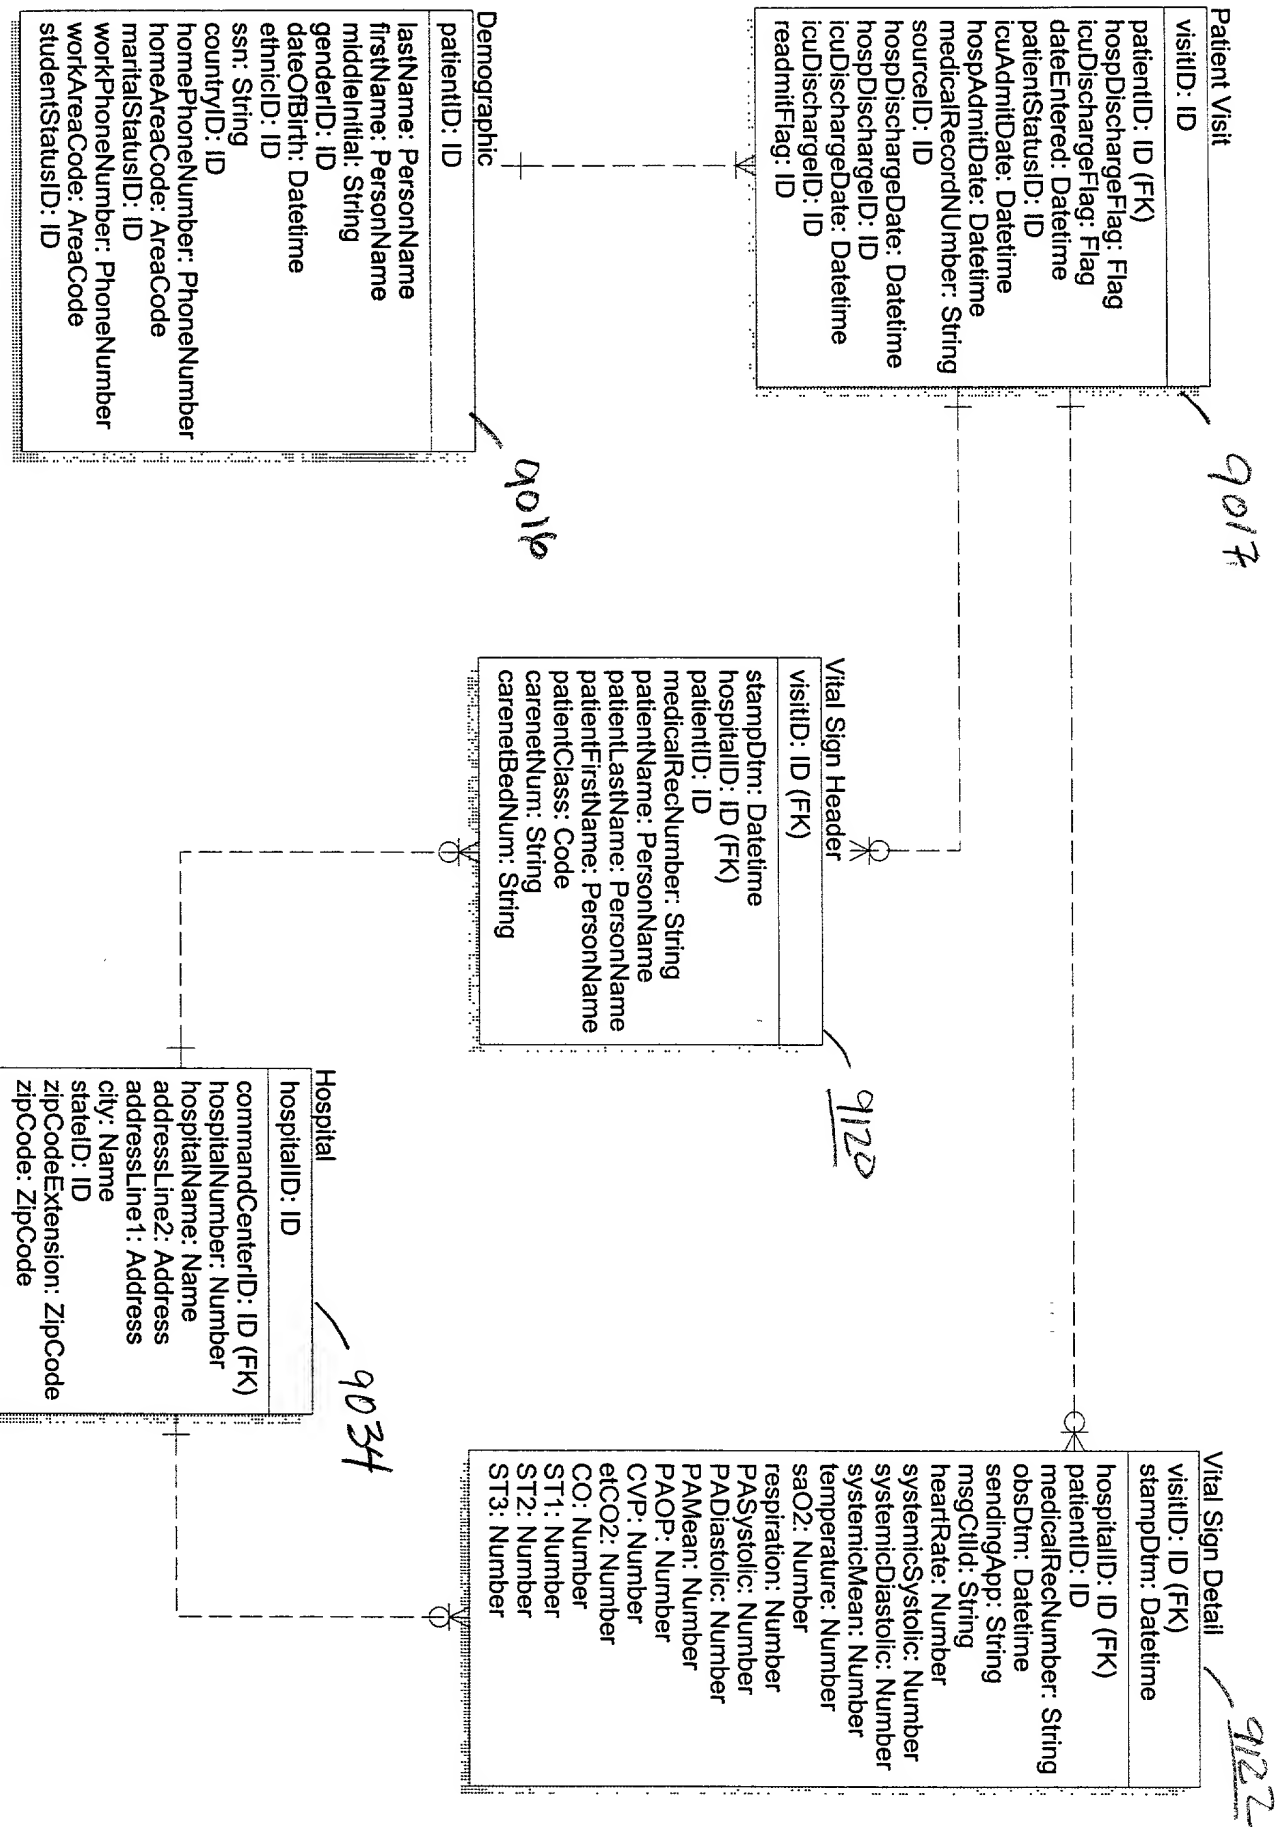 Patient Visit
visitID: ID
patientID: ID (FK)
hospDischargeFlag: Flag
icuDischargeFlag: Flag
dateEntered: Datetime
patientStatusID: ID
icuAdmitDate: Datetime
hospAdmitDate: Datetime
medicalRecordNUmber: String
sourceID: ID
hospDischargeDate: Datetime
hospDischargeID: ID
icuDischargeDate: Datetime
icuDischargeID: ID
readmitFlag: ID
9017
Demographic
patientID: ID
lastName: PersonName
firstName: PersonName
middleInitial: String
genderID: ID
dateOfBirth: Datetime
ethnicID: ID
ssn: String
countryID: ID
homePhoneNumber: PhoneNumber
homeAreaCode: AreaCode
maritalStatusID: ID
workPhoneNumber: PhoneNumber
workAreaCode: AreaCode
studentStatusID: ID
9016
Vital Sign Header
visitID: ID (FK)
stampDtm: Datetime
hospitalID: ID (FK)
patientID: ID
medicalRecNumber: String
patientName: PersonName
patientLastName: PersonName
patientFirstName: PersonName
patientClass: Code
carenetNum: String
carenetBedNum: String
9120
Hospital
hospitalID: ID
commandCenterID: ID (FK)
hospitalNumber: Number
hospitalName: Name
addressLine2: Address
addressLine1: Address
city: Name
stateID: ID
zipCodeExtension: ZipCode
zipCode: ZipCode
9034
Vital Sign Detail
visitID: ID (FK)
stampDtm: Datetime
hospitalID: ID (FK)
patientID: ID
medicalRecNumber: String
obsDtm: Datetime
sendingApp: String
msgCtlId: String
heartRate: Number
systemicSystolic: Number
systemicDiastolic: Number
systemicMean: Number
temperature: Number
saO2: Number
respiration: Number
PASystolic: Number
PADiastolic: Number
PAMean: Number
PAOP: Number
CVP: Number
etCO2: Number
CO: Number
ST1: Number
ST2: Number
ST3: Number
9122